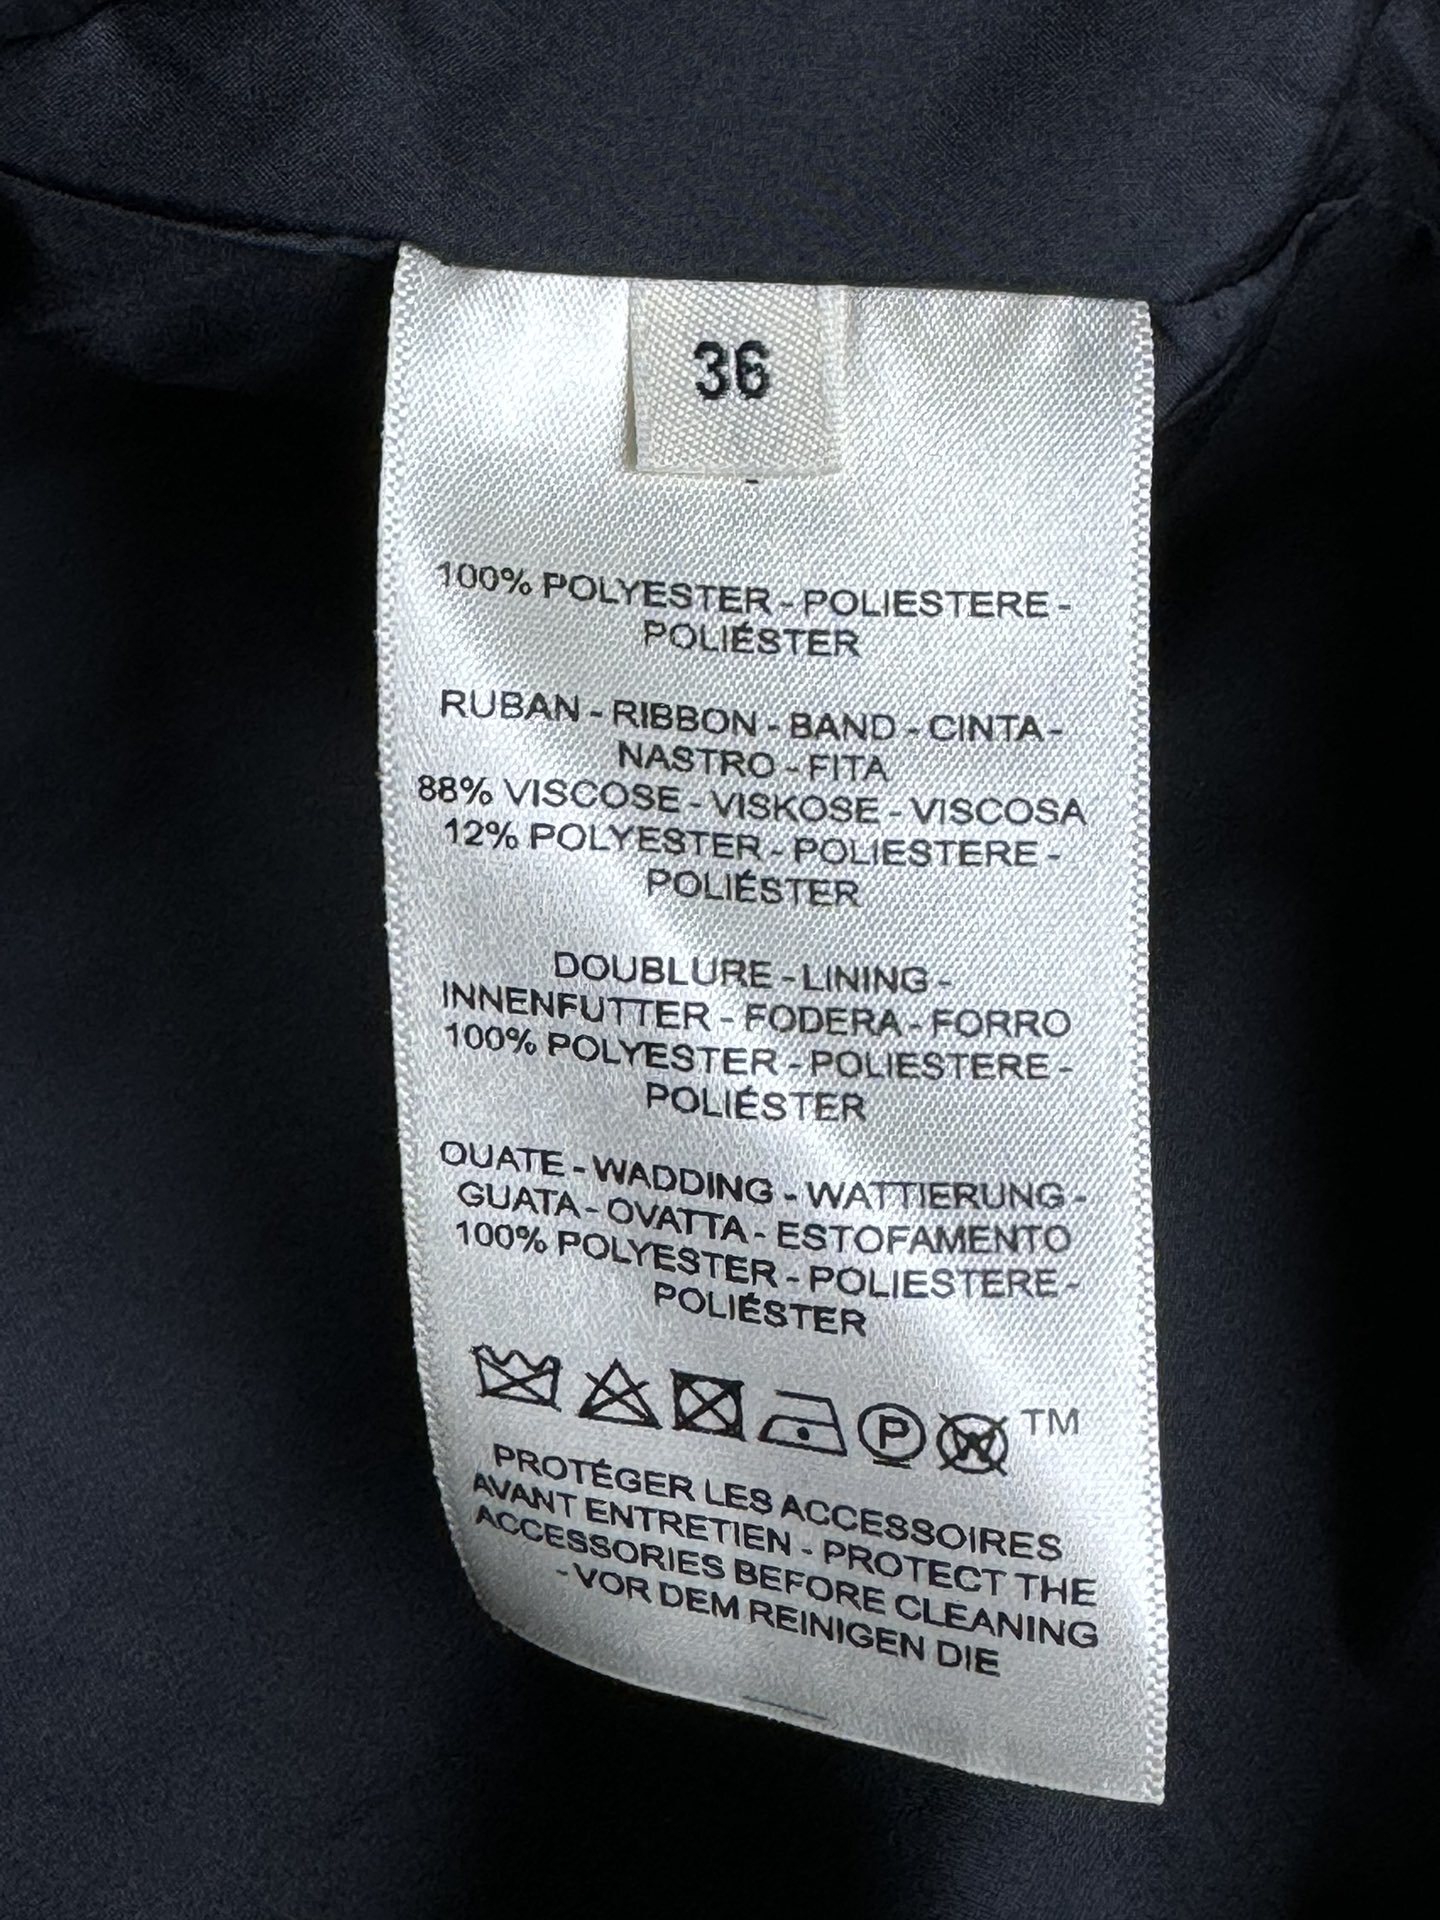 36
100% POLYESTER - POLIESTERE -
POLIÉSTER
RUBAN - RIBBON - BAND - CINTA -
NASTRO - FITA
88% VISCOSE - VISKOSE - VISCOSA
12% POLYESTER - POLIESTERE -
POLIÉSTER
DOUBLURE - LINING -
INNENFUTTER - FODERA - FORRO
100% POLYESTER - POLIESTERE -
POLIÉSTER
OUATE - WADDING - WATTIERUNG -
GUATA - OVATTA - ESTOFAMENTO
100% POLYESTER - POLIESTERE -
POLIÉSTER
P W TM
PROTÉGER LES ACCESSOIRES
AVANT ENTRETIEN - PROTECT THE
ACCESSORIES BEFORE CLEANING
- VOR DEM REINIGEN DIE